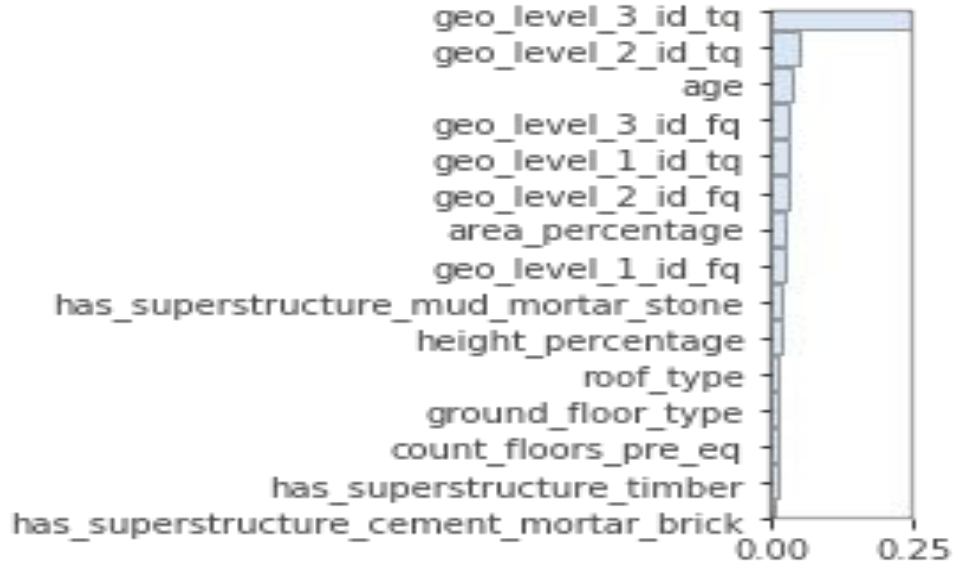 geo_level_3_id_tq
geo_level_2_id_tq
age
geo_level_3_id_fq
geo_level_1_id_tq
geo_level_2_id_fq
area_percentage
geo_level_1_id_fq
has_superstructure_mud_mortar_stone
height_percentage
roof_type
ground_floor_type
count_floors_pre_eq
has_superstructure_timber
has_superstructure_cement_mortar_brick
0.00 0.25